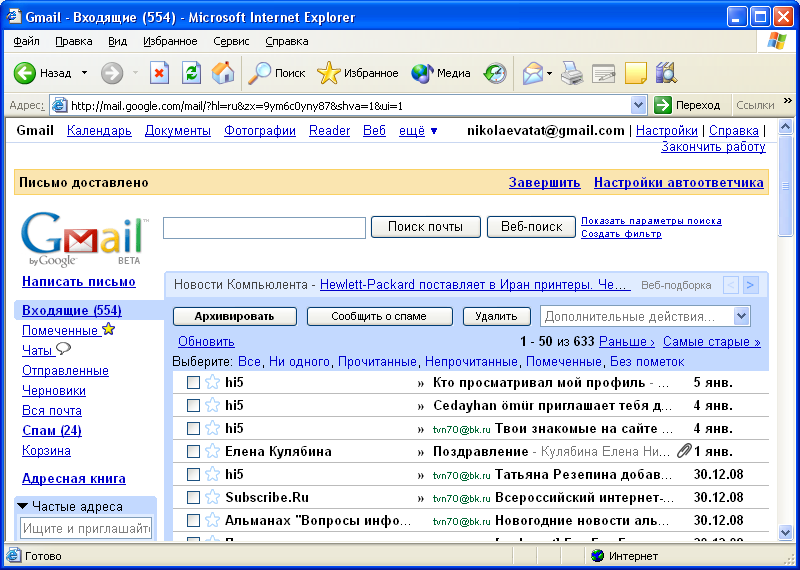 Gmail - Входящие (554) - Microsoft Internet Explorer
Файл Правка Вид Избранное Сервис Справка
Назад Поиск Избранное Медиа
Адрес: http://mail.google.com/mail/?hl=ru&zx=9ym6c0yny87&shva=1&ui=1 Переход Ссылки »
Gmail Календарь Документы Фотографии Reader Веб ещё ▼ nikolaevatat@gmail.com | Настройки | Справка |
Закончить работу
Письмо доставлено Завершить Настройки автоответчика
Gmail™ by Google BETA
Поиск почты Веб-поиск Показать параметры поиска
Создать фильтр
Написать письмо
Новости Компьюлента - Hewlett-Packard поставляет в Иран принтеры. Че... Веб-подборка < >
Входящие (554)
Архивировать Сообщить о спаме Удалить Дополнительные действия...
Помеченные
Обновить 1 - 50 из 633 Раньше › Самые старые »
Чаты
Выберите: Все, Ни одного, Прочитанные, Непрочитанные, Помеченные, Без пометок
Отправленные
hi5 » Кто просматривал мой профиль - ... 5 янв.
Черновики
hi5 » Cedayhan ömür приглашает тебя д... 4 янв.
Вся почта
hi5 » tvn70@bk.ru Твои знакомые на сайте ... 4 янв.
Спам (24)
Елена Кулябина » Поздравление - Кулябина Елена Ни... 1 янв.
Корзина
hi5 » tvn70@bk.ru Татьяна Резепина добав... 30.12.08
Адресная книга
Subscribe.Ru » tvn70@bk.ru Всероссийский интернет-... 30.12.08
Частые адреса
Альманах "Вопросы инфо... tvn70@bk.ru Новогодние новости аль... 30.12.08
Ищите и приглашайт
Готово Интернет